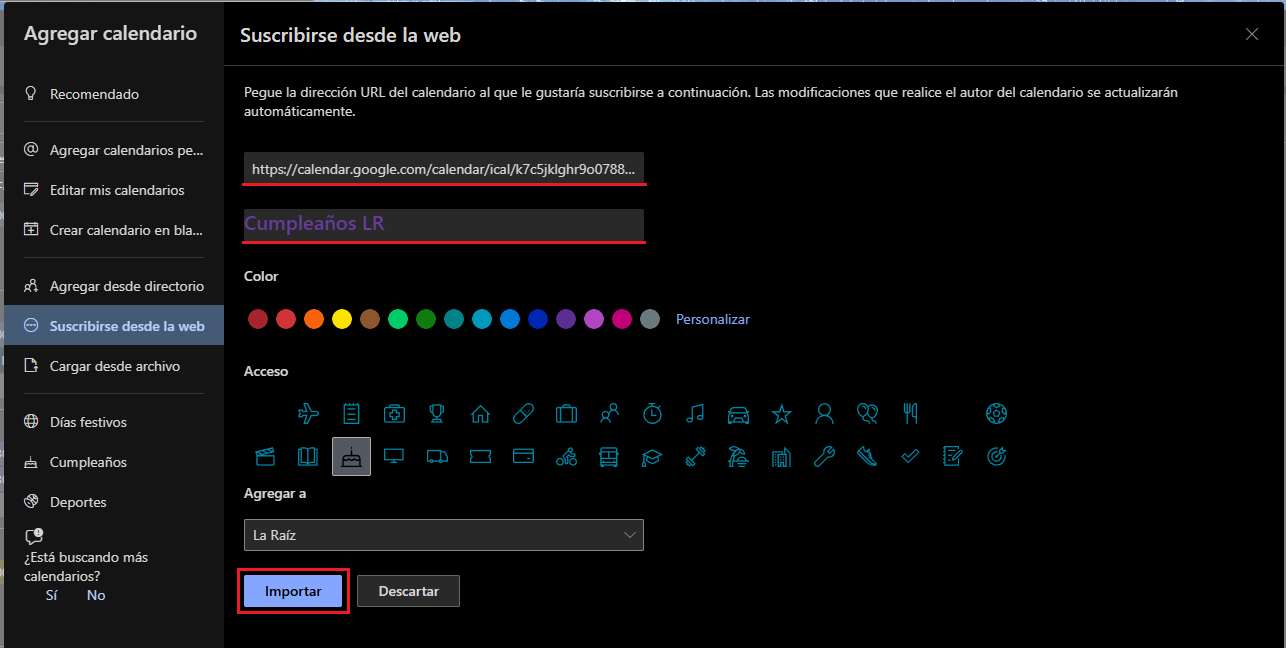 Agregar calendario
Recomendado
Agregar calendarios pe...
Editar mis calendarios
Crear calendario en bla...
Agregar desde directorio
Suscribirse desde la web
Cargar desde archivo
Días festivos
Cumpleaños
Deportes
¿Está buscando más
calendarios?
Sí No
Suscribirse desde la web
Pegue la dirección URL del calendario al que le gustaría suscribirse a continuación. Las modificaciones que realice el autor del calendario se actualizarán
automáticamente.
https://calendar.google.com/calendar/ical/k7c5jklghr9o0788...
Cumpleaños LR
Color
Personalizar
Acceso
Agregar a
La Raíz
Importar Descartar